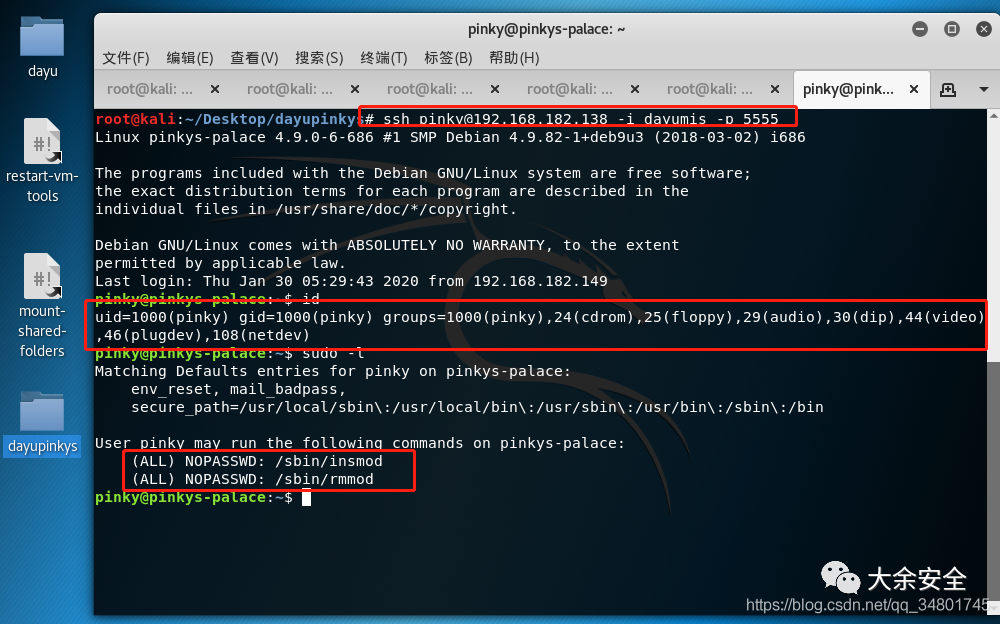 dayu
restart-vm-
tools
mount-
shared-
folders
dayupinkys
pinky@pinkys-palace: ~
文件(F) 编辑(E) 查看(V) 搜索(S) 终端(T) 标签(B) 帮助(H)
root@kali: ... × root@kali: ... × root@kali: ... × root@kali: ... × root@kali: ... × pinky@pink... ×
root@kali:~/Desktop/dayupinkys# ssh pinky@192.168.182.138 -i dayumis -p 5555
Linux pinkys-palace 4.9.0-6-686 #1 SMP Debian 4.9.82-1+deb9u3 (2018-03-02) i686
The programs included with the Debian GNU/Linux system are free software;
the exact distribution terms for each program are described in the
individual files in /usr/share/doc/*/copyright.
Debian GNU/Linux comes with ABSOLUTELY NO WARRANTY, to the extent
permitted by applicable law.
Last login: Thu Jan 30 05:29:43 2020 from 192.168.182.149
pinky@pinkys-palace:~$ id
uid=1000(pinky) gid=1000(pinky) groups=1000(pinky),24(cdrom),25(floppy),29(audio),30(dip),44(video)
,46(plugdev),108(netdev)
pinky@pinkys-palace:~$ sudo -l
Matching Defaults entries for pinky on pinkys-palace:
env_reset, mail_badpass,
secure_path=/usr/local/sbin\:/usr/local/bin\:/usr/sbin\:/usr/bin\:/sbin\:/bin
User pinky may run the following commands on pinkys-palace:
(ALL) NOPASSWD: /sbin/insmod
(ALL) NOPASSWD: /sbin/rmmod
pinky@pinkys-palace:~$
大余安全
https://blog.csdn.net/qq_34801745